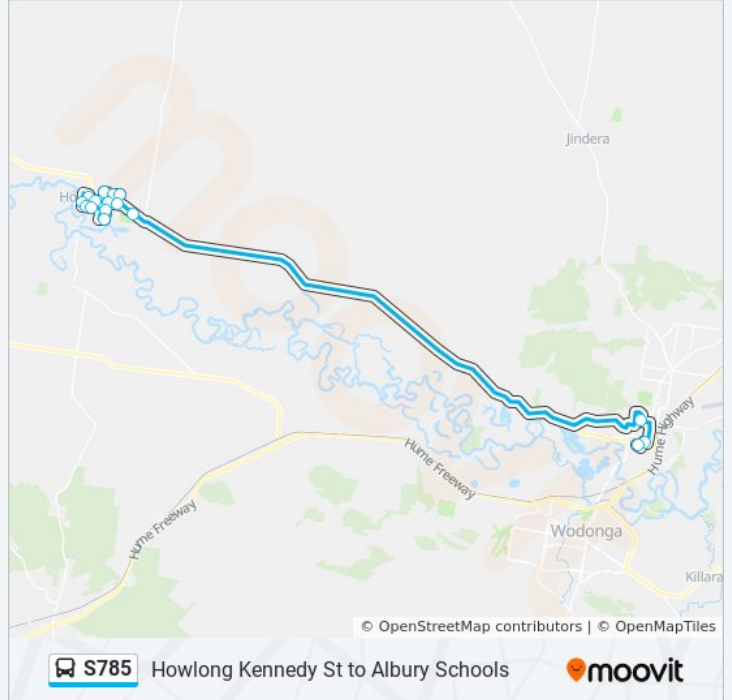 Jindera
Ho
Hume Highway
Hume Freeway
Wodonga
Hume Freeway
Killara
© OpenStreetMap contributors | © OpenMapTiles
S785 Howlong Kennedy St to Albury Schools moovit